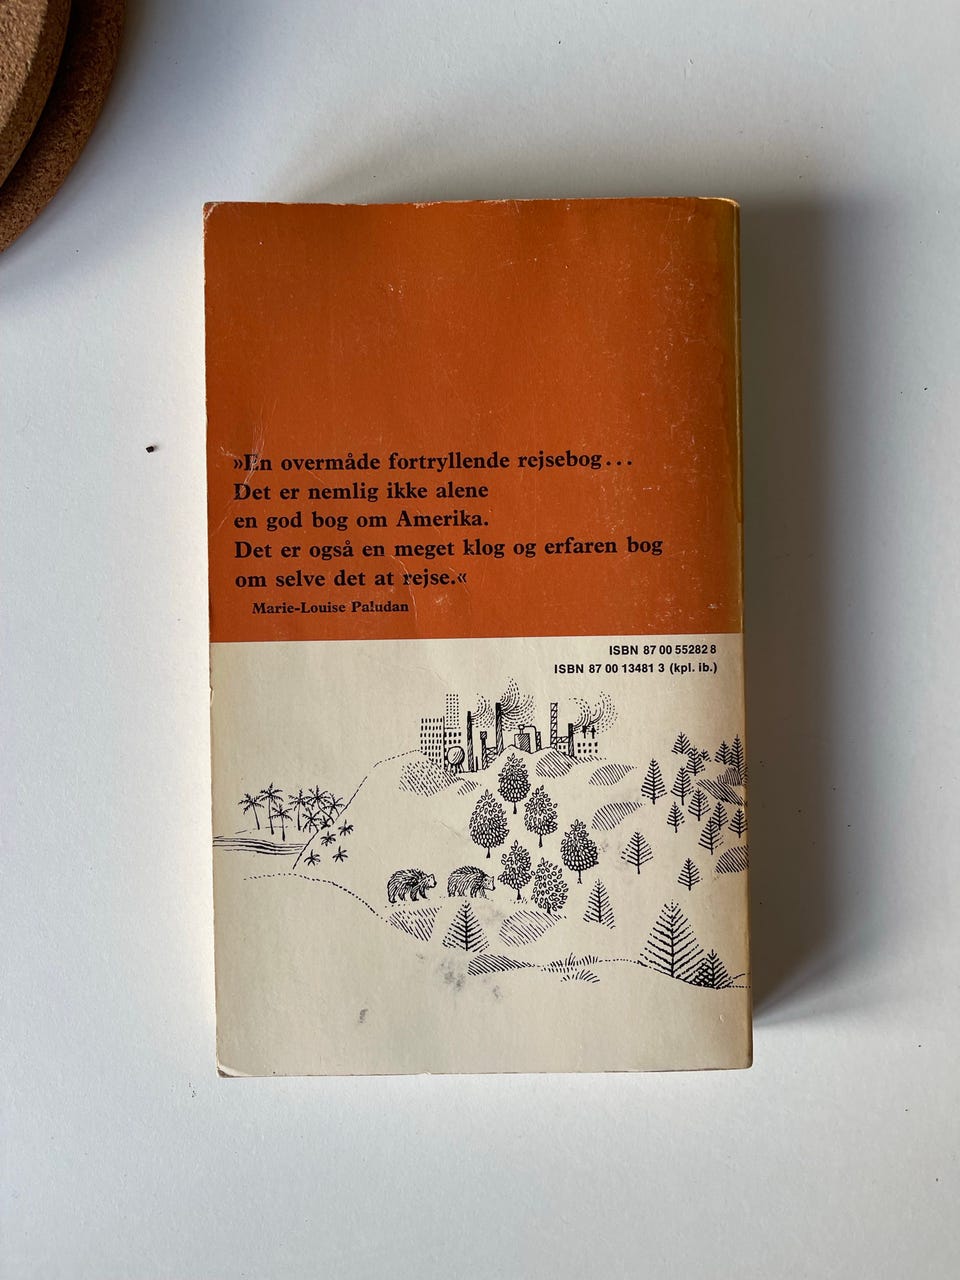 »En overmåde fortryllende rejsebog...
Det er nemlig ikke alene
en god bog om Amerika.
Det er også en meget klog og erfaren bog
om selve det at rejse.«
Marie-Louise Paludan
ISBN 87 00 55282 8
ISBN 87 00 13481 3 (kpl. ib.)